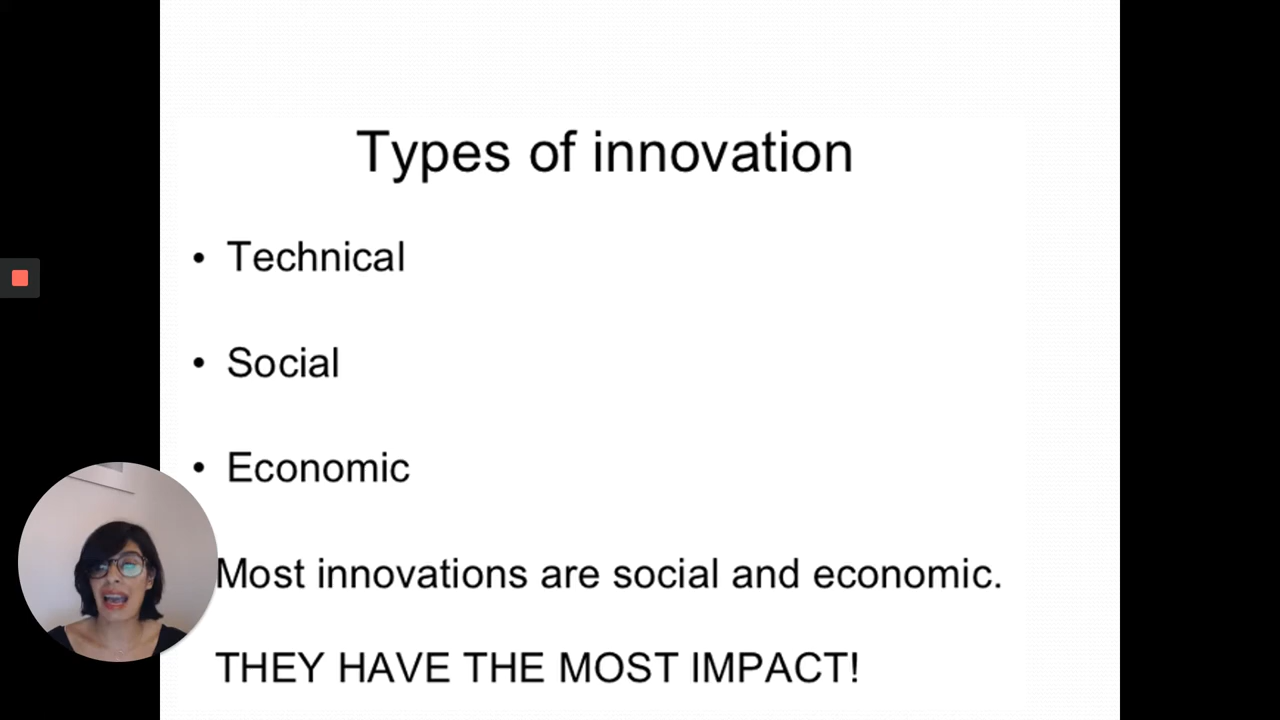 Types of innovation
• Technical
• Social
• Economic
Most innovations are social and economic.
THEY HAVE THE MOST IMPACT!